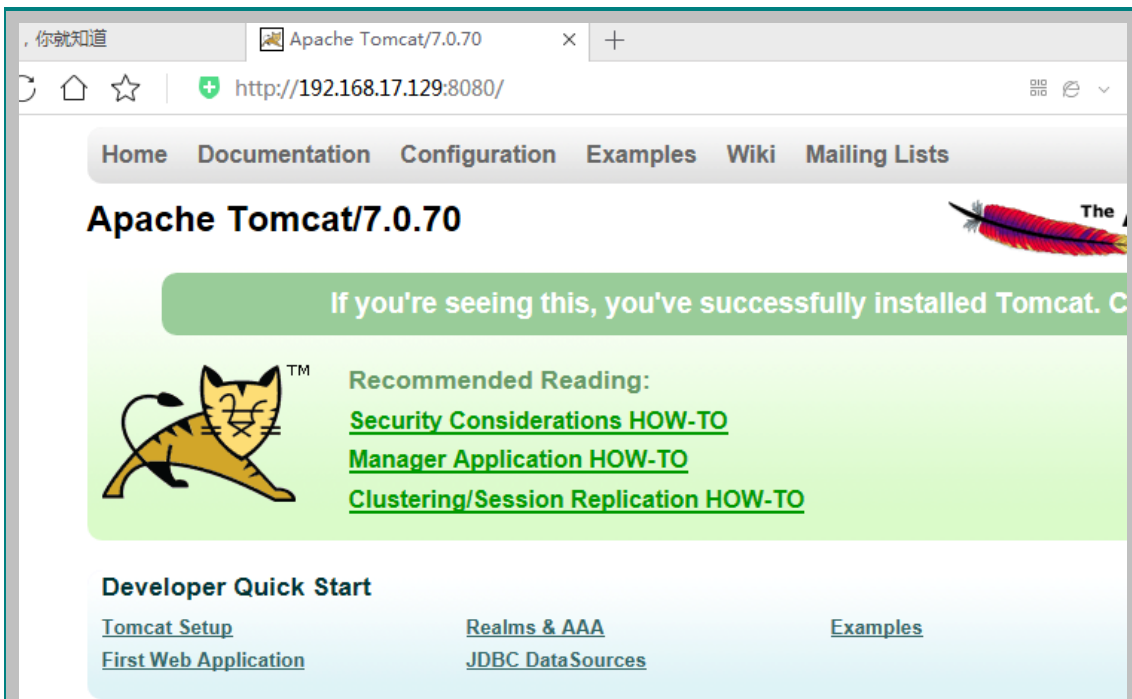 ，你就知道
Apache Tomcat/7.0.70
http://192.168.17.129:8080/
Home Documentation Configuration Examples Wiki Mailing Lists
Apache Tomcat/7.0.70
The
If you're seeing this, you've successfully installed Tomcat. C
TM
Recommended Reading:
Security Considerations HOW-TO
Manager Application HOW-TO
Clustering/Session Replication HOW-TO
Developer Quick Start
Tomcat Setup
Realms & AAA
Examples
First Web Application
JDBC DataSources